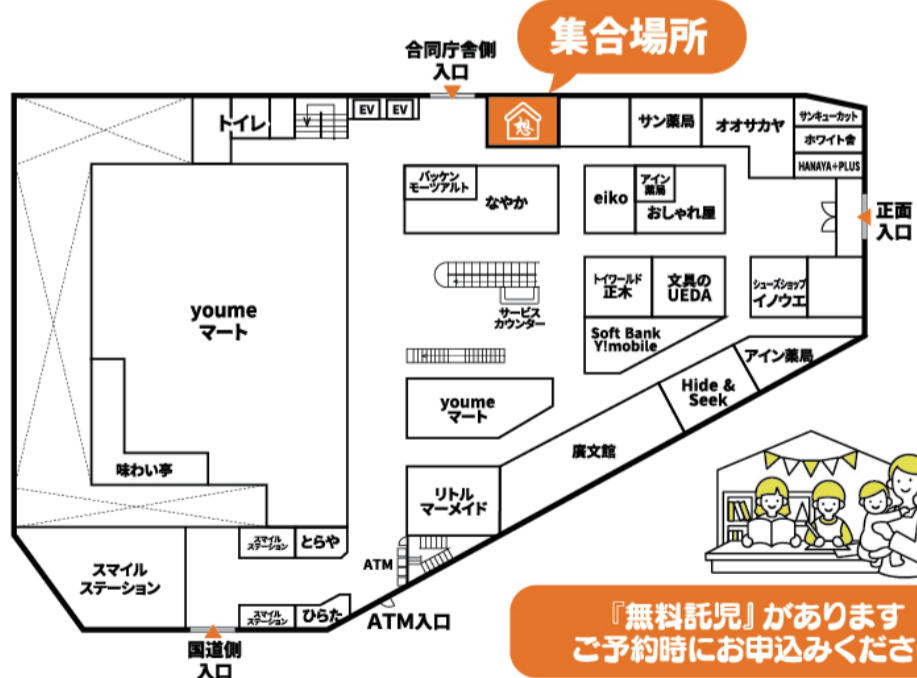 集合場所
合同庁舎側
入口
トイレ
EV
EV
想
サン薬局
オオサカヤ
サンキューカット
ホワイト舎
HANAYA+PLUS
バッケン
モーツアルト
なやか
eiko
アイン
薬局
おしゃれ屋
正面
入口
youme
マート
サービス
カウンター
トイワールド
正木
文具の
UEDA
シューズショップ
イノウエ
Soft Bank
Y!mobile
アイン薬局
Hide &
Seek
youme
マート
廣文館
味わい亭
リトル
マーメイド
スマイル
ステーション
とらや
スマイル
ステーション
ATM
スマイル
ステーション
ひらた
ATM入口
国道側
入口
『無料託児』があります
ご予約時にお申込みくださ